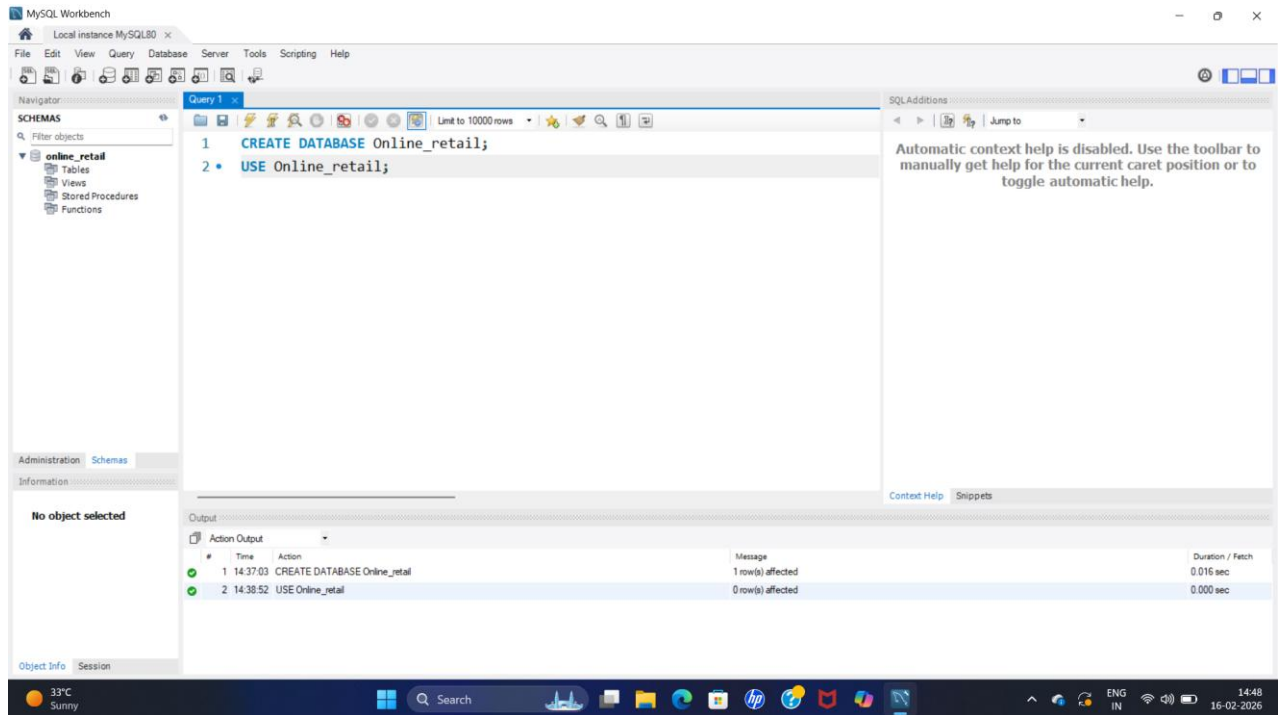 MySQL Workbench
Local instance MySQL80
File Edit View Query Database Server Tools Scripting Help
Navigator
SCHEMAS
Filter objects
online_retail
Tables
Views
Stored Procedures
Functions
Administration Schemas
Information
No object selected
Object Info Session
Query 1
Limit to 10000 rows
1 CREATE DATABASE Online_retail;
2 USE Online_retail;
SQLAdditions
Jump to
Automatic context help is disabled. Use the toolbar to
manually get help for the current caret position or to
toggle automatic help.
Context Help Snippets
Output
Action Output
# Time Action Message Duration / Fetch
1 14:37:03 CREATE DATABASE Online_retail 1 row(s) affected 0.016 sec
2 14:38:52 USE Online_retail 0 row(s) affected 0.000 sec
33°C
Sunny
Search
hp
ENG
IN
14:48
16-02-2026